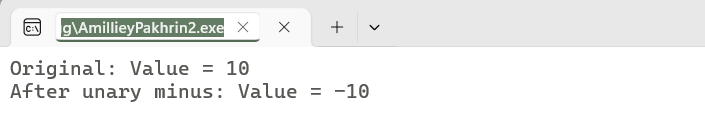 g\AmillieyPakhrin2.exe
Original: Value = 10
After unary minus: Value = -10